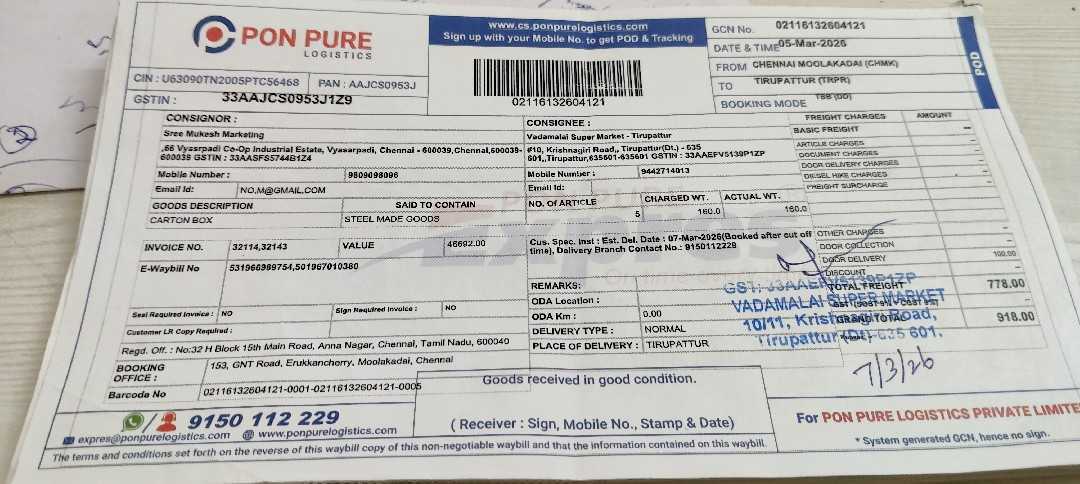 PON PURE
LOGISTICS
CIN : U63090TN2005PTC56468 PAN : AAJCS0953J
GSTIN : 33AAJCS0953J1Z9
www.cs.ponpurelogistics.com
Sign up with your Mobile No. to get POD & Tracking
02116132604121
GCN No. 02116132604121
DATE & TIME 05-Mar-2026
FROM CHENNAI MOOLAKADAI (CHMK)
TO TIRUPATTUR (TRPR)
BOOKING MODE TBB (DD)
POD
CONSIGNOR :
Sree Mukesh Marketing
,66 Vyasrpadi Co-Op Industrial Estate, Vyasarpadi, Chennai - 600039,Chennai,600039-
600039 GSTIN : 33AASFS5744B1Z4
Mobile Number : 9809098096
Email Id: NO.M@GMAIL.COM
GOODS DESCRIPTION SAID TO CONTAIN
CARTON BOX STEEL MADE GOODS
CONSIGNEE :
Vadamalai Super Market - Tirupattur
#10, Krishnagiri Road,, Tirupattur(Dt.) - 635
601,,Tirupattur,635601-635601 GSTIN : 33AAEFV5139P1ZP
Mobile Number : 9442714013
Email Id:
NO. OF ARTICLE CHARGED WT. ACTUAL WT.
5 160.0 160.0
FREIGHT CHARGES AMOUNT
BASIC FREIGHT --
ARTICLE CHARGES --
DOCUMENT CHARGES --
DOOR DELIVERY CHARGES --
DIESEL HIKE CHARGES --
FREIGHT SURCHARGE --
INVOICE NO. 32114,32143 VALUE 46692.00
E-Waybill No 531966989754,501967010380
Seal Required Invoice : NO Sign Required Invoice : NO
Customer LR Copy Required :
Cus. Spec. Inst : Est. Del. Date : 07-Mar-2026(Booked after cut off
time), Delivery Branch Contact No.: 9150112229
REMARKS:
ODA Location :
ODA Km : 0.00
DELIVERY TYPE : NORMAL
PLACE OF DELIVERY : TIRUPATTUR
OTHER CHARGES --
DOOR COLLECTION --
DOOR DELIVERY 100.00
DISCOUNT --
TOTAL FREIGHT 778.00
GRAND TOTAL 918.00
GST: 33AAEFV5139P1ZP
VADAMALAI SUPER MARKET
10/11, Krishnagiri Road,
Tirupattur (Dt)-635 601.
7/3/26
Regd. Off. : No:32 H Block 15th Main Road, Anna Nagar, Chennai, Tamil Nadu, 600040
BOOKING OFFICE : 153, GNT Road, Erukkancherry, Moolakadai, Chennai
Barcode No 02116132604121-0001-02116132604121-0005
9150 112 229
expres@ponpurelogistics.com www.ponpurelogistics.com
Goods received in good condition.
( Receiver : Sign, Mobile No., Stamp & Date)
For PON PURE LOGISTICS PRIVATE LIMITE
* System generated GCN, hence no sign.
The terms and conditions set forth on the reverse of this waybill copy of this non-negotiable waybill and that the information contained on this waybill.